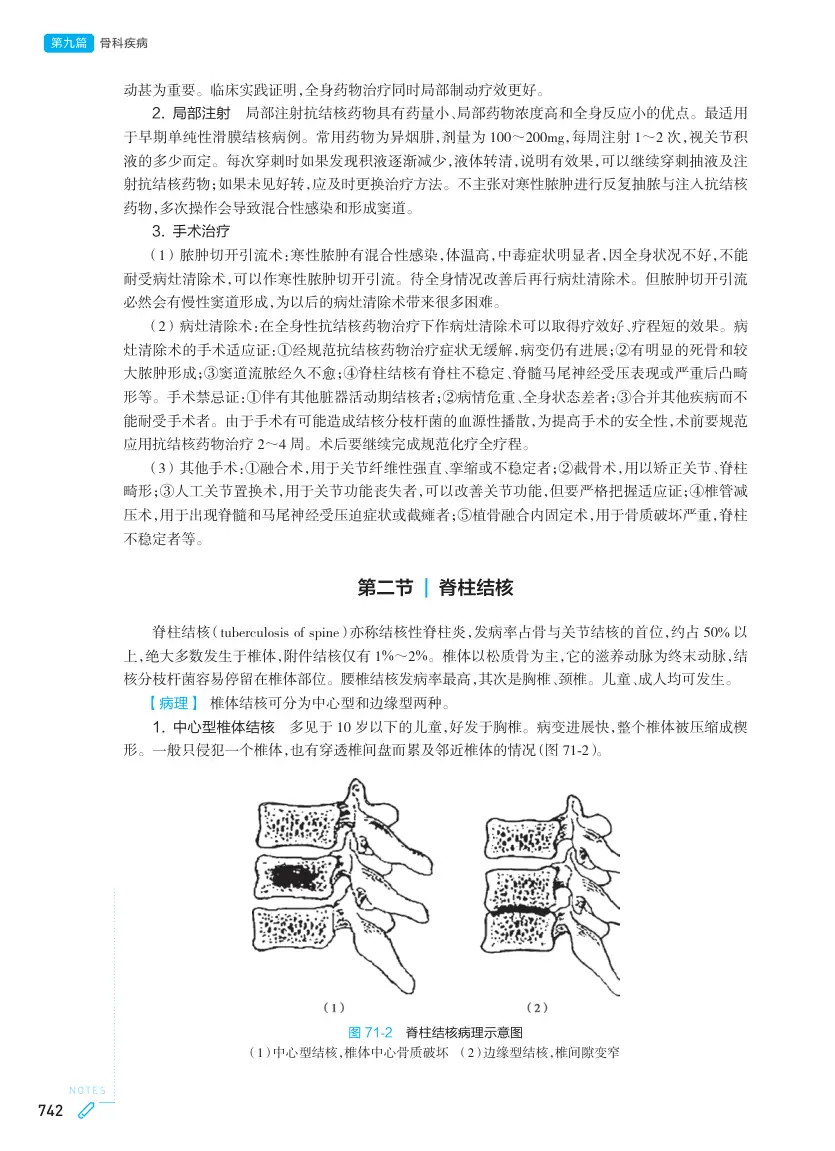 第九篇 骨科疾病
动甚为重要。临床实践证明,全身药物治疗同时局部制动疗效更好。
2. 局部注射 局部注射抗结核药物具有药量小、局部药物浓度高和全身反应小的优点。最适用
于早期单纯性滑膜结核病例。常用药物为异烟肼,剂量为 100～200mg,每周注射 1～2 次,视关节积
液的多少而定。每次穿刺时如果发现积液逐渐减少,液体转清,说明有效果,可以继续穿刺抽液及注
射抗结核药物;如果未见好转,应及时更换治疗方法。不主张对寒性脓肿进行反复抽脓与注入抗结核
药物,多次操作会导致混合性感染和形成窦道。
3. 手术治疗
（1）脓肿切开引流术:寒性脓肿有混合性感染,体温高,中毒症状明显者,因全身状况不好,不能
耐受病灶清除术,可以作寒性脓肿切开引流。待全身情况改善后再行病灶清除术。但脓肿切开引流
必然会有慢性窦道形成,为以后的病灶清除术带来很多困难。
（2）病灶清除术:在全身性抗结核药物治疗下作病灶清除术可以取得疗效好、疗程短的效果。病
灶清除术的手术适应证:①经规范抗结核药物治疗症状无缓解,病变仍有进展;②有明显的死骨和较
大脓肿形成;③窦道流脓经久不愈;④脊柱结核有脊柱不稳定、脊髓马尾神经受压表现或严重后凸畸
形等。手术禁忌证:①伴有其他脏器活动期结核者;②病情危重、全身状态差者;③合并其他疾病而不
能耐受手术者。由于手术有可能造成结核分枝杆菌的血源性播散,为提高手术的安全性,术前要规范
应用抗结核药物治疗 2～4 周。术后要继续完成规范化疗全疗程。
（3）其他手术:①融合术,用于关节纤维性强直、挛缩或不稳定者;②截骨术,用以矫正关节、脊柱
畸形;③人工关节置换术,用于关节功能丧失者,可以改善关节功能,但要严格把握适应证;④椎管减
压术,用于出现脊髓和马尾神经受压迫症状或截瘫者;⑤植骨融合内固定术,用于骨质破坏严重,脊柱
不稳定者等。
第二节 | 脊柱结核
脊柱结核（tuberculosis of spine）亦称结核性脊柱炎,发病率占骨与关节结核的首位,约占 50% 以
上,绝大多数发生于椎体,附件结核仅有 1%～2%。椎体以松质骨为主,它的滋养动脉为终末动脉,结
核分枝杆菌容易停留在椎体部位。腰椎结核发病率最高,其次是胸椎、颈椎。儿童、成人均可发生。
【病理】 椎体结核可分为中心型和边缘型两种。
1. 中心型椎体结核 多见于 10 岁以下的儿童,好发于胸椎。病变进展快,整个椎体被压缩成楔
形。一般只侵犯一个椎体,也有穿透椎间盘而累及邻近椎体的情况（图 71-2）。
（1） （2）
图 71-2 脊柱结核病理示意图
（1）中心型结核,椎体中心骨质破坏 （2）边缘型结核,椎间隙变窄
NOTES
742